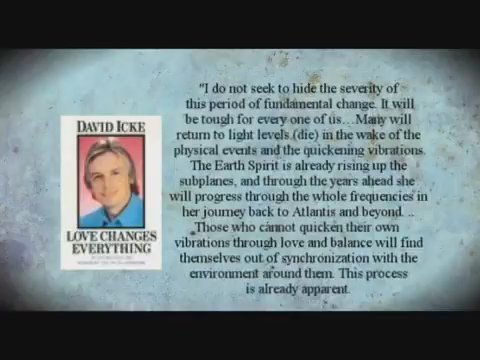 DAVID ICKE
LOVE CHANGES
EVERYTHING
"I do not seek to hide the severity of
this period of fundamental change. It will
be tough for every one of us…Many will
return to light levels (die) in the wake of the
physical events and the quickening vibrations.
The Earth Spirit is already rising up the
subplanes, and through the years ahead she
will progress through the whole frequencies in
her journey back to Atlantis and beyond. ..
Those who cannot quicken their own
vibrations through love and balance will find
themselves out of synchronization with the
environment around them. This process
is already apparent.